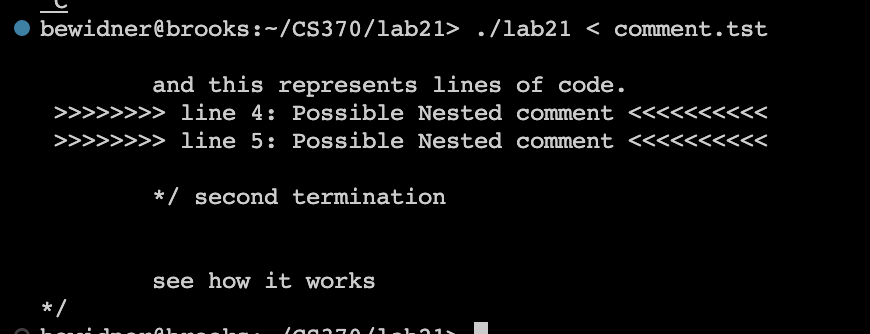 ^C
bewidner@brooks:~/CS370/lab21> ./lab21 < comment.tst
and this represents lines of code.
>>>>>>>> line 4: Possible Nested comment <<<<<<<<<<
>>>>>>>> line 5: Possible Nested comment <<<<<<<<<<
*/ second termination
see how it works
*/
bewidner@brooks:~/CS370/lab21>